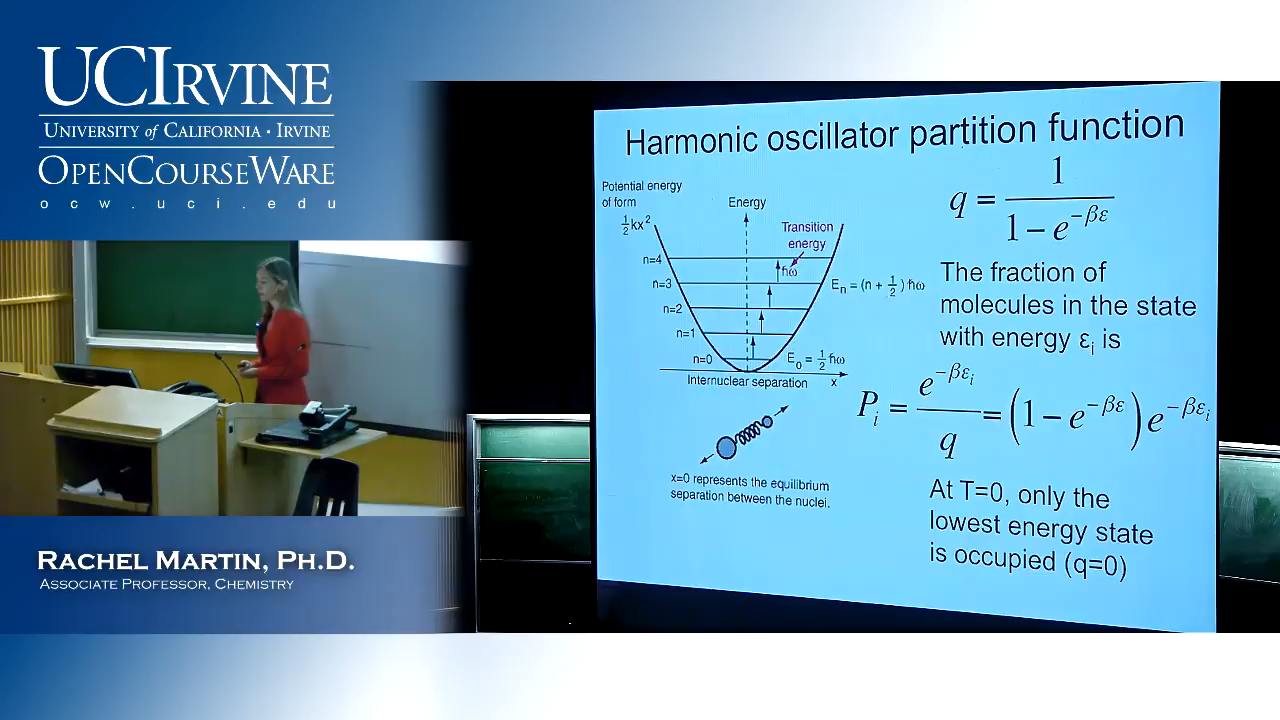 UCIRVINE
UNIVERSITY of CALIFORNIA · IRVINE
OPENCOURSEWARE
ocw.uci.edu
RACHEL MARTIN, PH.D.
ASSOCIATE PROFESSOR, CHEMISTRY
Harmonic oscillator partition function
Potential energy
of form
½kx²
Energy
Transition
energy
n=4
ħω
n=3
Eₙ = (n + ½)ħω
n=2
n=1
n=0
E₀ = ½ħω
Internuclear separation
x
x=0 represents the equilibrium
separation between the nuclei.
q = 1 / (1 − e^(−βε))
The fraction of
molecules in the state
with energy εᵢ is
Pᵢ = e^(−βεᵢ) / q = (1 − e^(−βε)) e^(−βεᵢ)
At T=0, only the
lowest energy state
is occupied (q=0)